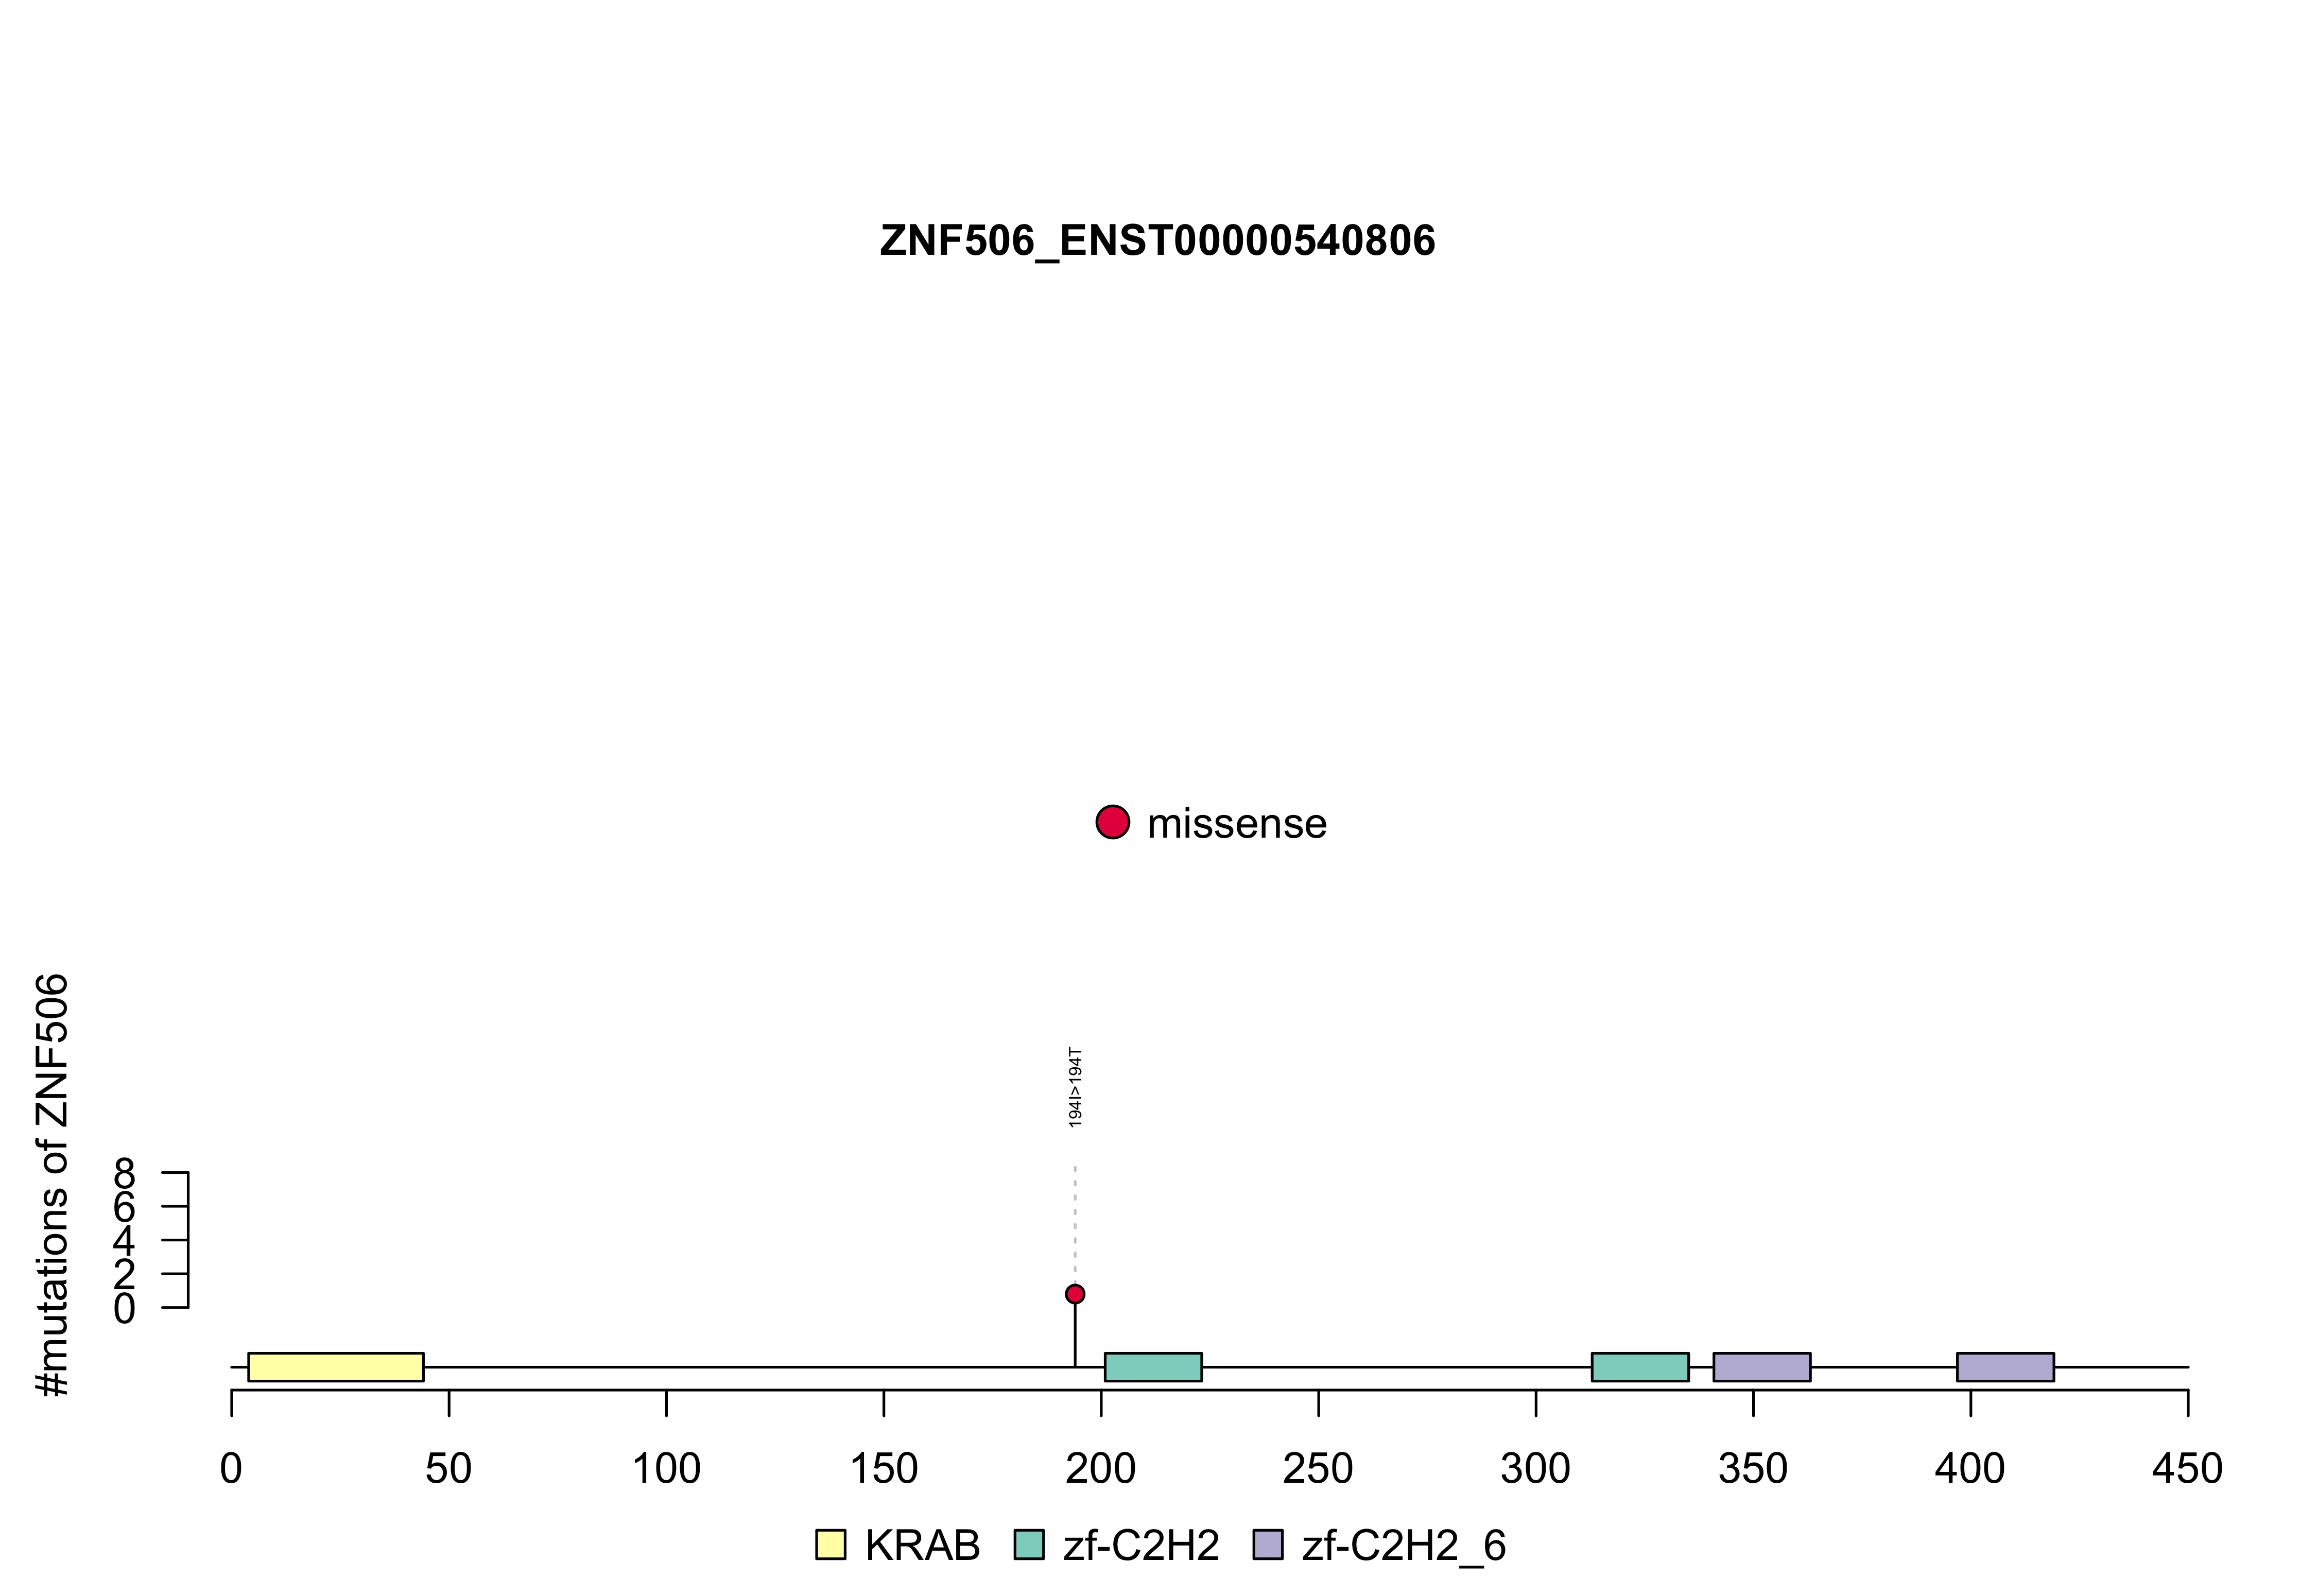 ZNF506_ENST00000540806
missense
#mutations of ZNF506
194I>194T
8
6
4
2
0
0 50 100 150 200 250 300 350 400 450
KRAB zf-C2H2 zf-C2H2_6